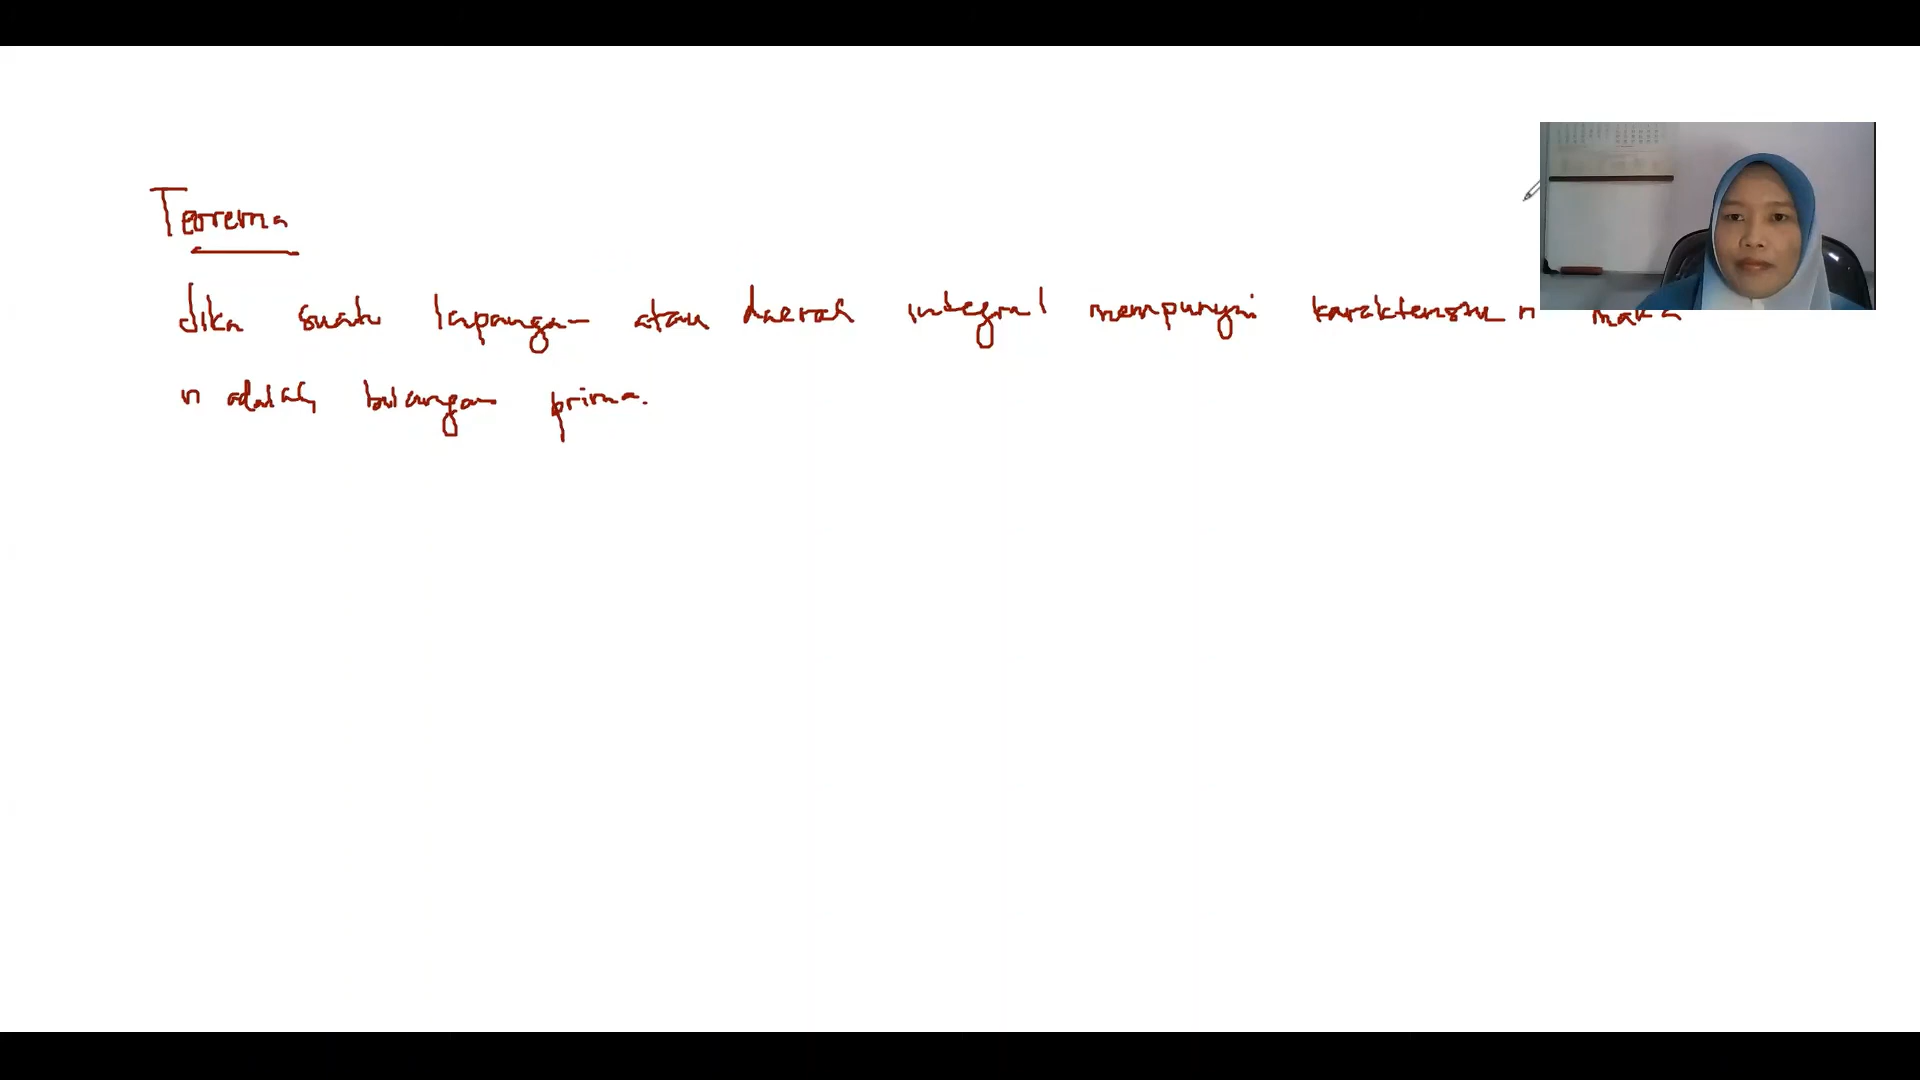 Teorema
Jika suatu lapangan atau daerah integral mempunyai karakteristik n maka
n adalah bilangan prima.